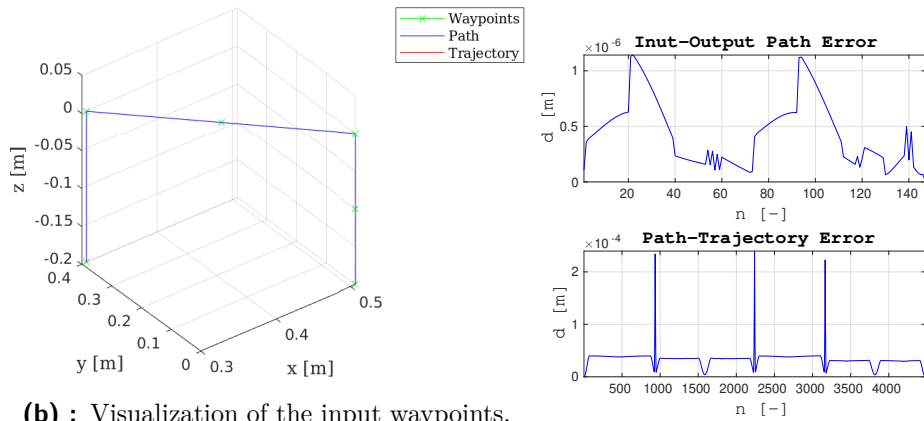 Waypoints
Path
Trajectory
0.05
0
-0.05
-0.1
-0.15
-0.2
z [m]
0.4
0.3
0.2
0.1
0
y [m]
0.3
0.4
0.5
x [m]
(b) : Visualization of the input waypoints.
×10⁻⁶
Inut-Output Path Error
1
0.5
0
d [m]
20
40
60
80
100
120
140
n [-]
×10⁻⁴
Path-Trajectory Error
2
1
0
d [m]
500
1000
1500
2000
2500
3000
3500
4000
n [-]